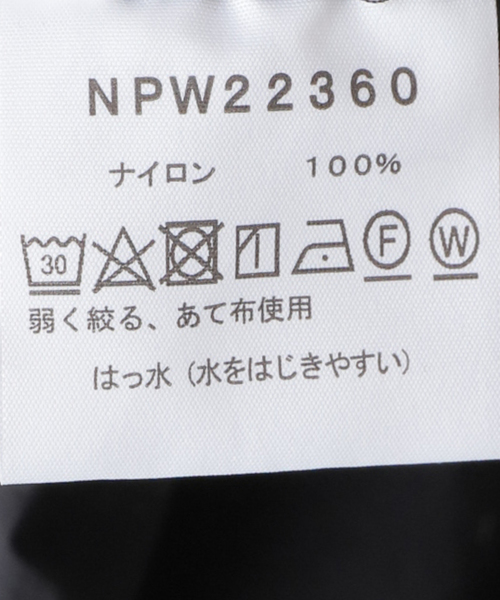 NPW22360
ナイロン 100%
30 F W
弱く絞る、あて布使用
はっ水（水をはじきやすい）